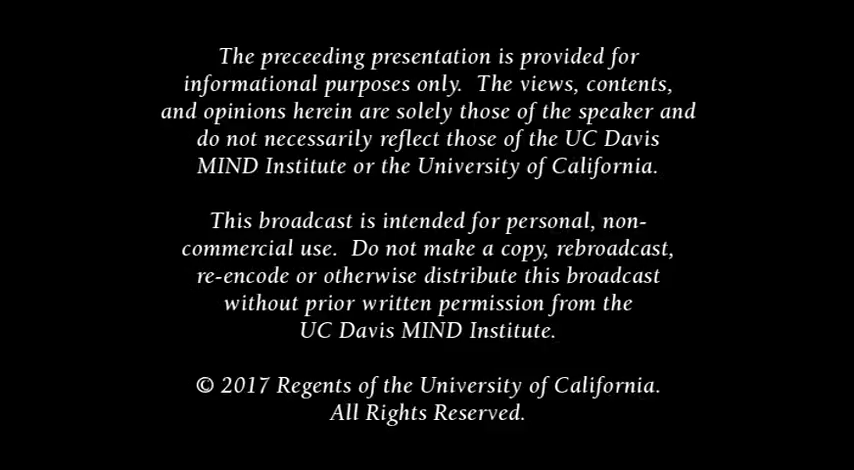 The preceeding presentation is provided for
informational purposes only.  The views, contents,
and opinions herein are solely those of the speaker and
do not necessarily reflect those of the UC Davis
MIND Institute or the University of California.
This broadcast is intended for personal, non-
commercial use.  Do not make a copy, rebroadcast,
re-encode or otherwise distribute this broadcast
without prior written permission from the
UC Davis MIND Institute.
© 2017 Regents of the University of California.
All Rights Reserved.